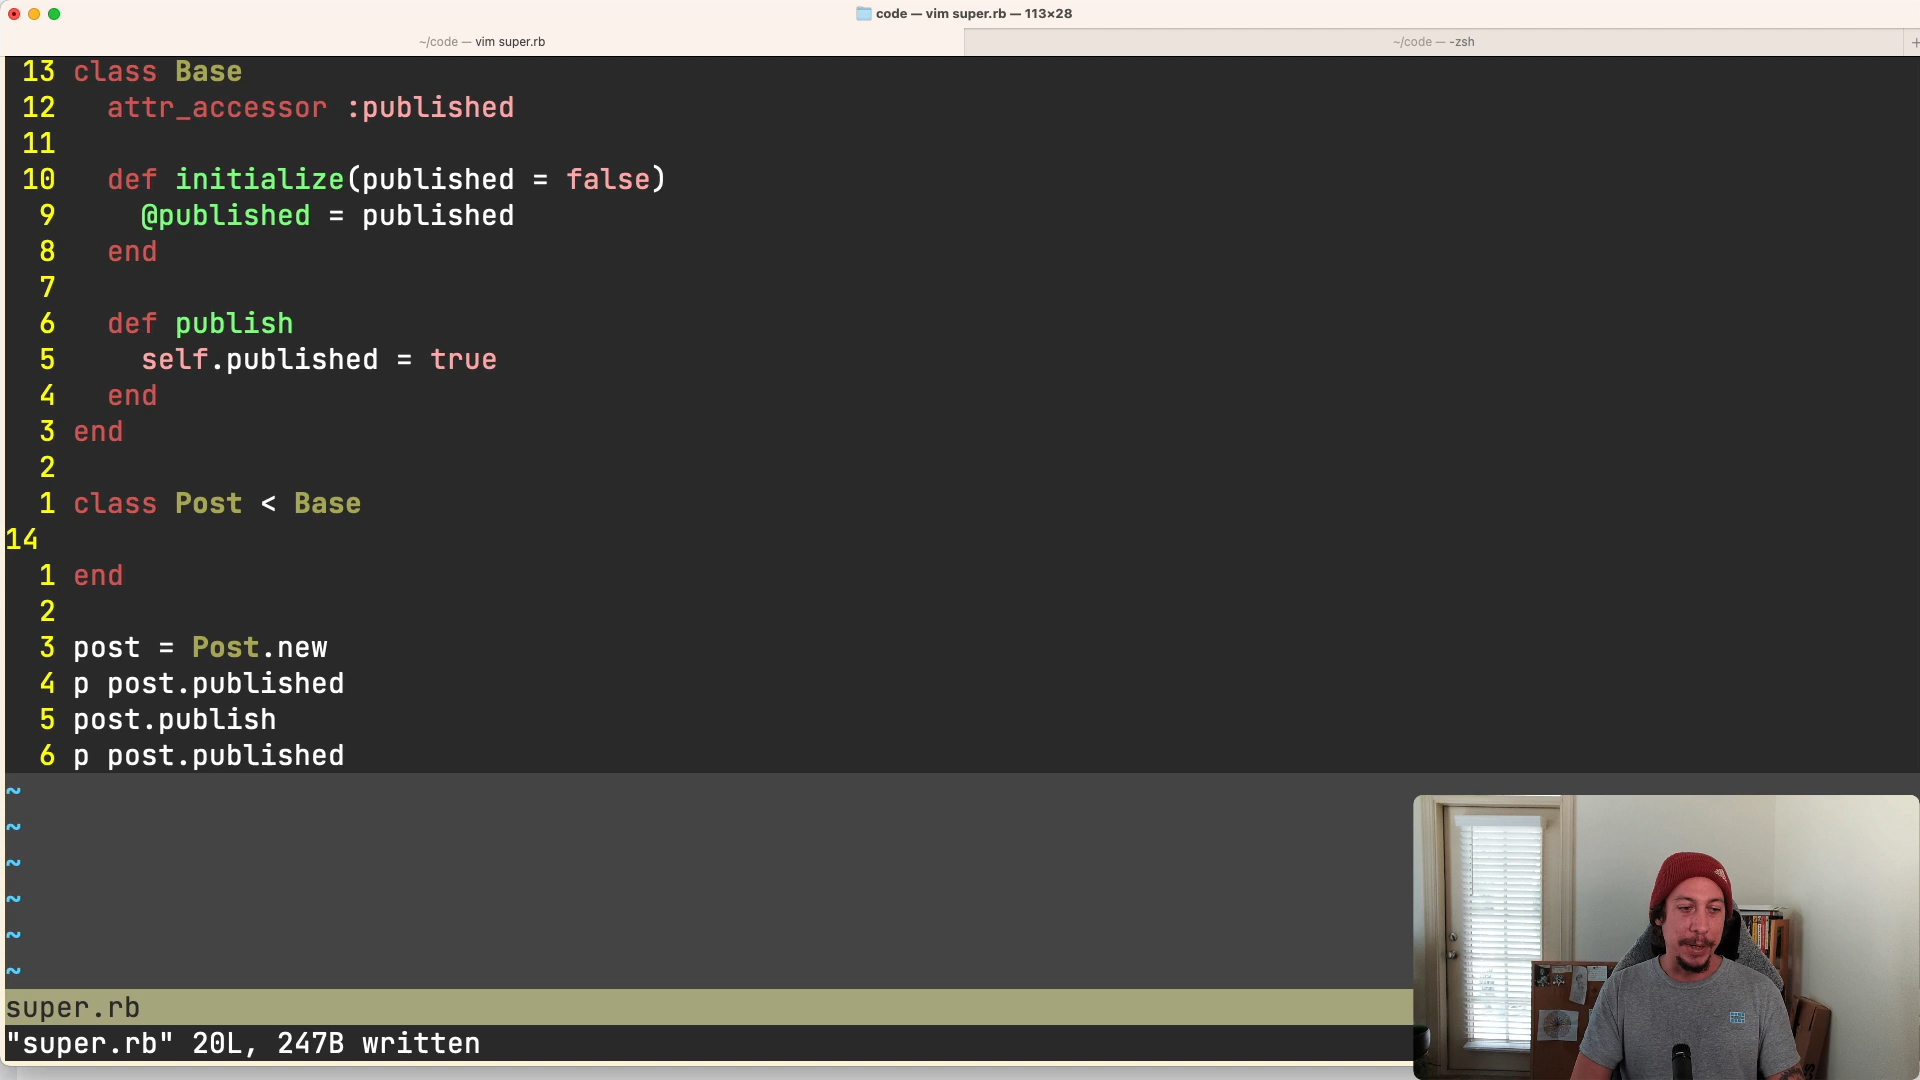 code — vim super.rb — 113×28
~/code — vim super.rb
~/code — -zsh
+
13 class Base
12   attr_accessor :published
11
10   def initialize(published = false)
9     @published = published
8   end
7
6   def publish
5     self.published = true
4   end
3 end
2
1 class Post < Base
14
1 end
2
3 post = Post.new
4 p post.published
5 post.publish
6 p post.published
~
~
~
~
~
~
super.rb
"super.rb" 20L, 247B written